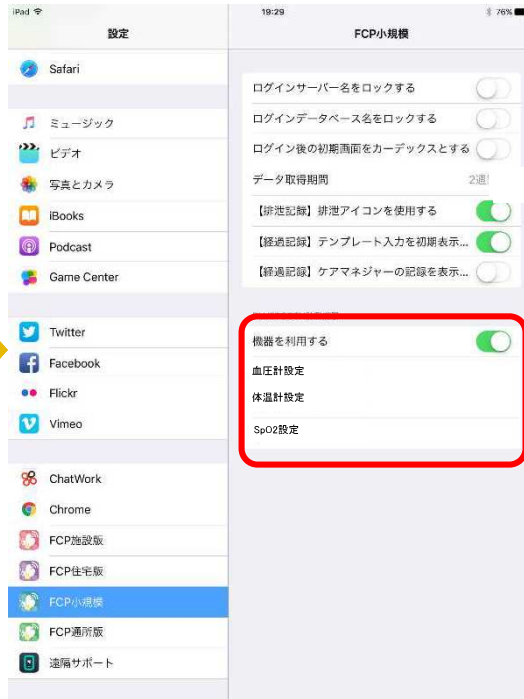 iPad
19:29
76%
設定
FCP小規模
Safari
ミュージック
ビデオ
写真とカメラ
iBooks
Podcast
Game Center
Twitter
Facebook
Flickr
Vimeo
ChatWork
Chrome
FCP施設版
FCP住宅版
FCP小規模
FCP通所版
遠隔サポート
ログインサーバー名をロックする
ログインデータベース名をロックする
ログイン後の初期画面をカーデックスとする
データ取得期間
2週
【排泄記録】排泄アイコンを使用する
【経過記録】テンプレート入力を初期表示...
【経過記録】ケアマネジャーの記録を表示...
機器を利用する
血圧計設定
体温計設定
SpO2設定